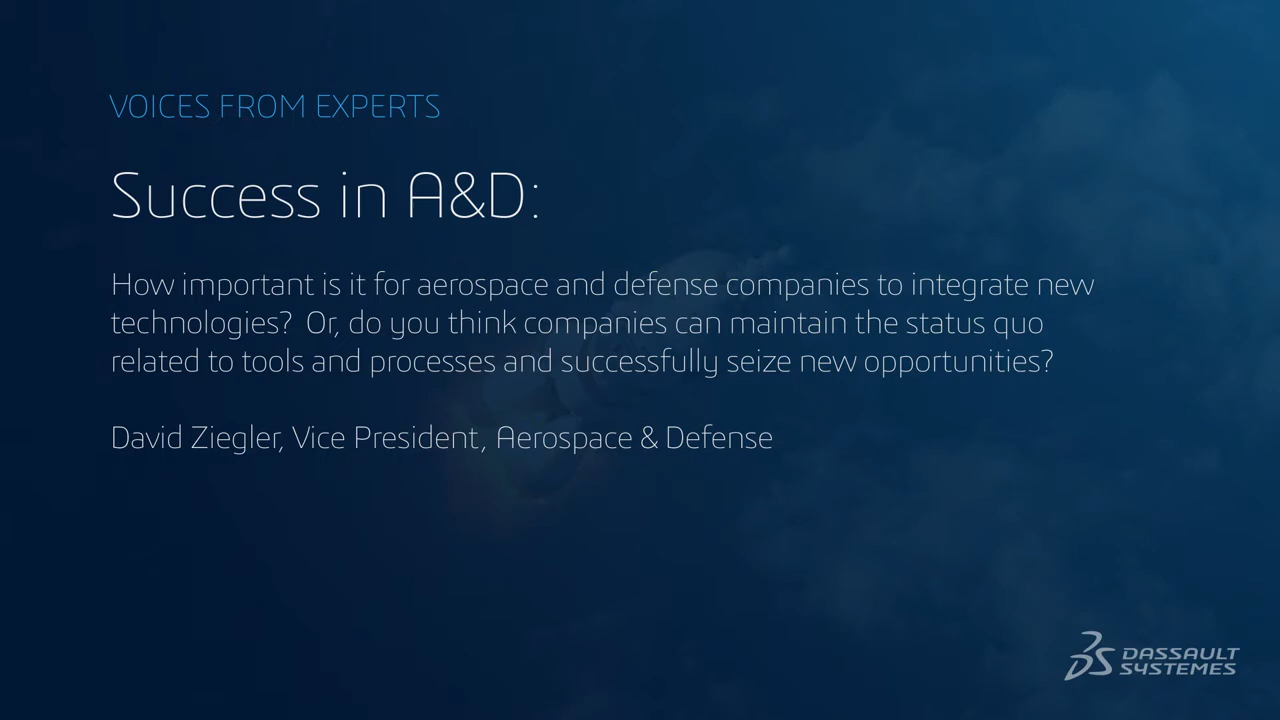 VOICES FROM EXPERTS
Success in A&D:
How important is it for aerospace and defense companies to integrate new
technologies? Or, do you think companies can maintain the status quo
related to tools and processes and successfully seize new opportunities?
David Ziegler, Vice President, Aerospace & Defense
DASSAULT
SYSTEMES